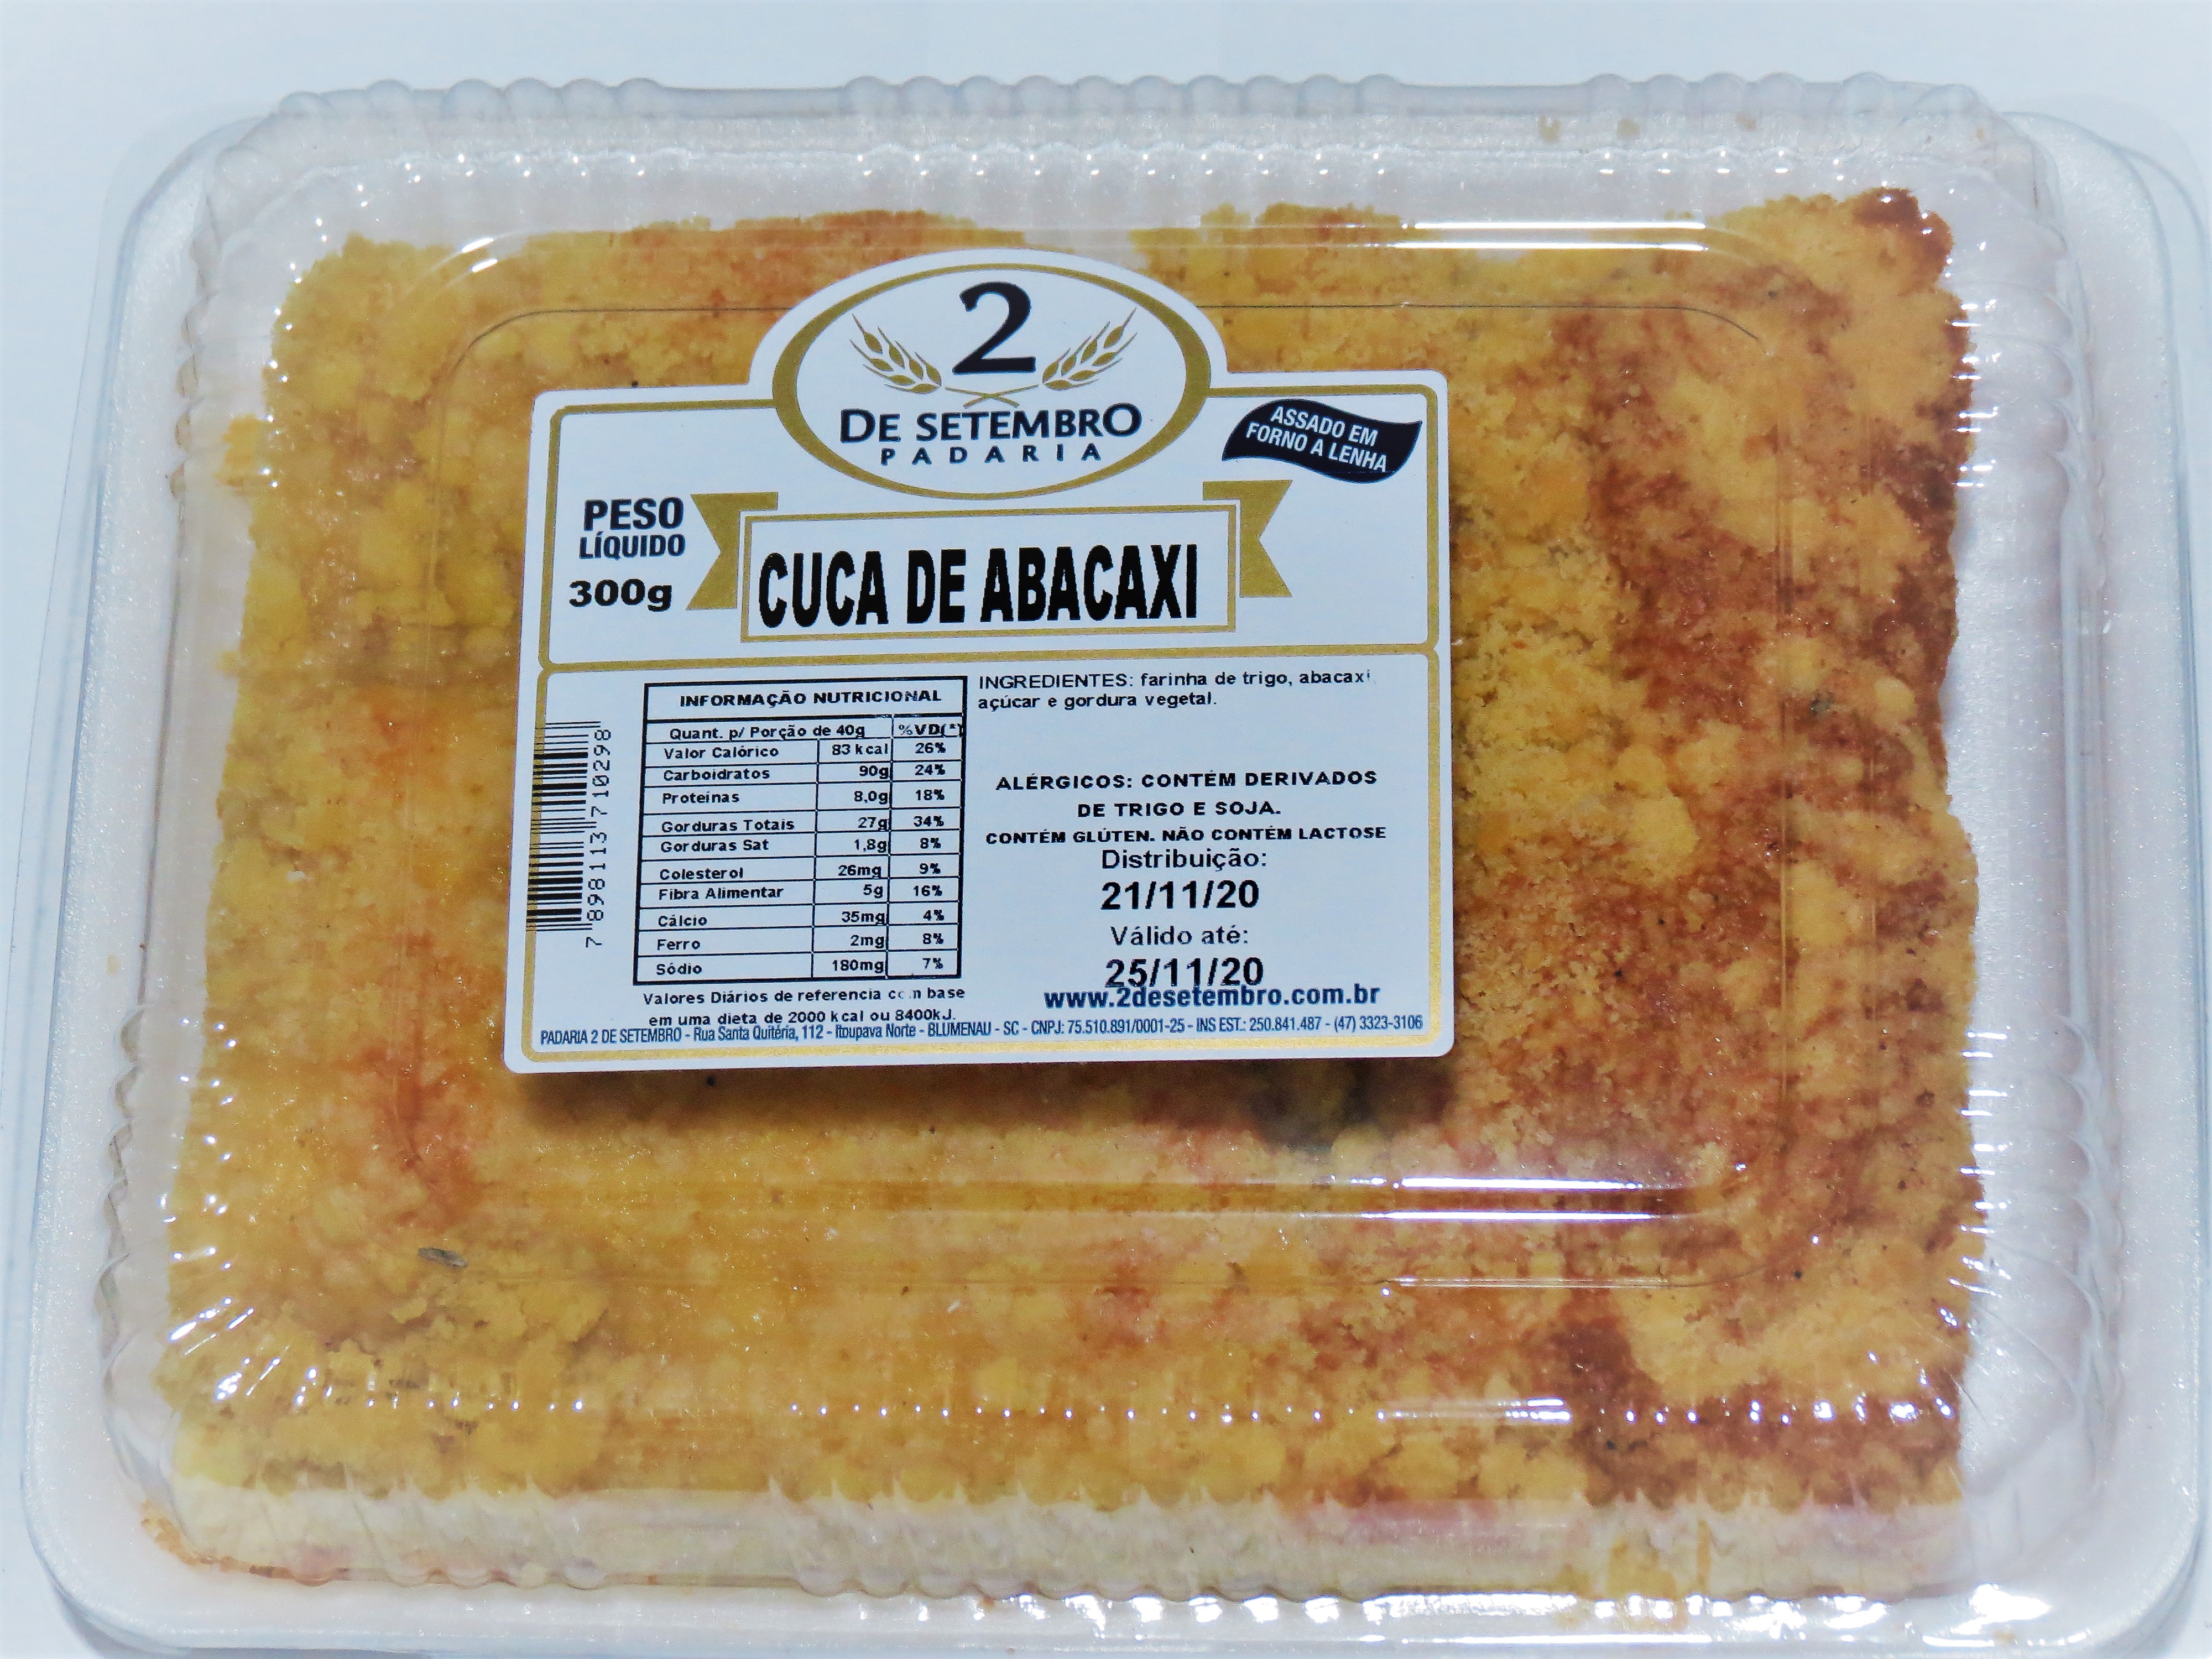 2
DE SETEMBRO
PADARIA
ASSADO EM
FORNO A LENHA
PESO
LÍQUIDO
300g
CUCA DE ABACAXI
INFORMAÇÃO NUTRICIONAL
Quant. p/ Porção de 40g %VD(*)
Valor Calórico 83 kcal 26%
Carboidratos 90g 24%
Proteínas 8,0g 18%
Gorduras Totais 27g 34%
Gorduras Sat 1,8g 8%
Colesterol 26mg 9%
Fibra Alimentar 5g 16%
Cálcio 35mg 4%
Ferro 2mg 8%
Sódio 180mg 7%
Valores Diários de referencia com base
em uma dieta de 2000 kcal ou 8400kJ.
INGREDIENTES: farinha de trigo, abacaxi
açúcar e gordura vegetal.
ALÉRGICOS: CONTÉM DERIVADOS
DE TRIGO E SOJA.
CONTÉM GLÚTEN. NÃO CONTÉM LACTOSE
Distribuição:
21/11/20
Válido até:
25/11/20
www.2desetembro.com.br
PADARIA 2 DE SETEMBRO - Rua Santa Quitéria, 112 - Itoupava Norte - BLUMENAU - SC - CNPJ: 75.510.891/0001-25 - INS EST.: 250.841.487 - (47) 3323-3106
7 898113 710298